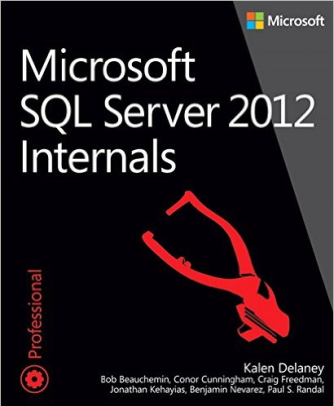 Microsoft
Microsoft
SQL Server 2012
Internals
Professional
Kalen Delaney
Bob Beauchemin, Conor Cunningham, Craig Freedman,
Jonathan Kehayias, Benjamin Nevarez, Paul S. Randal